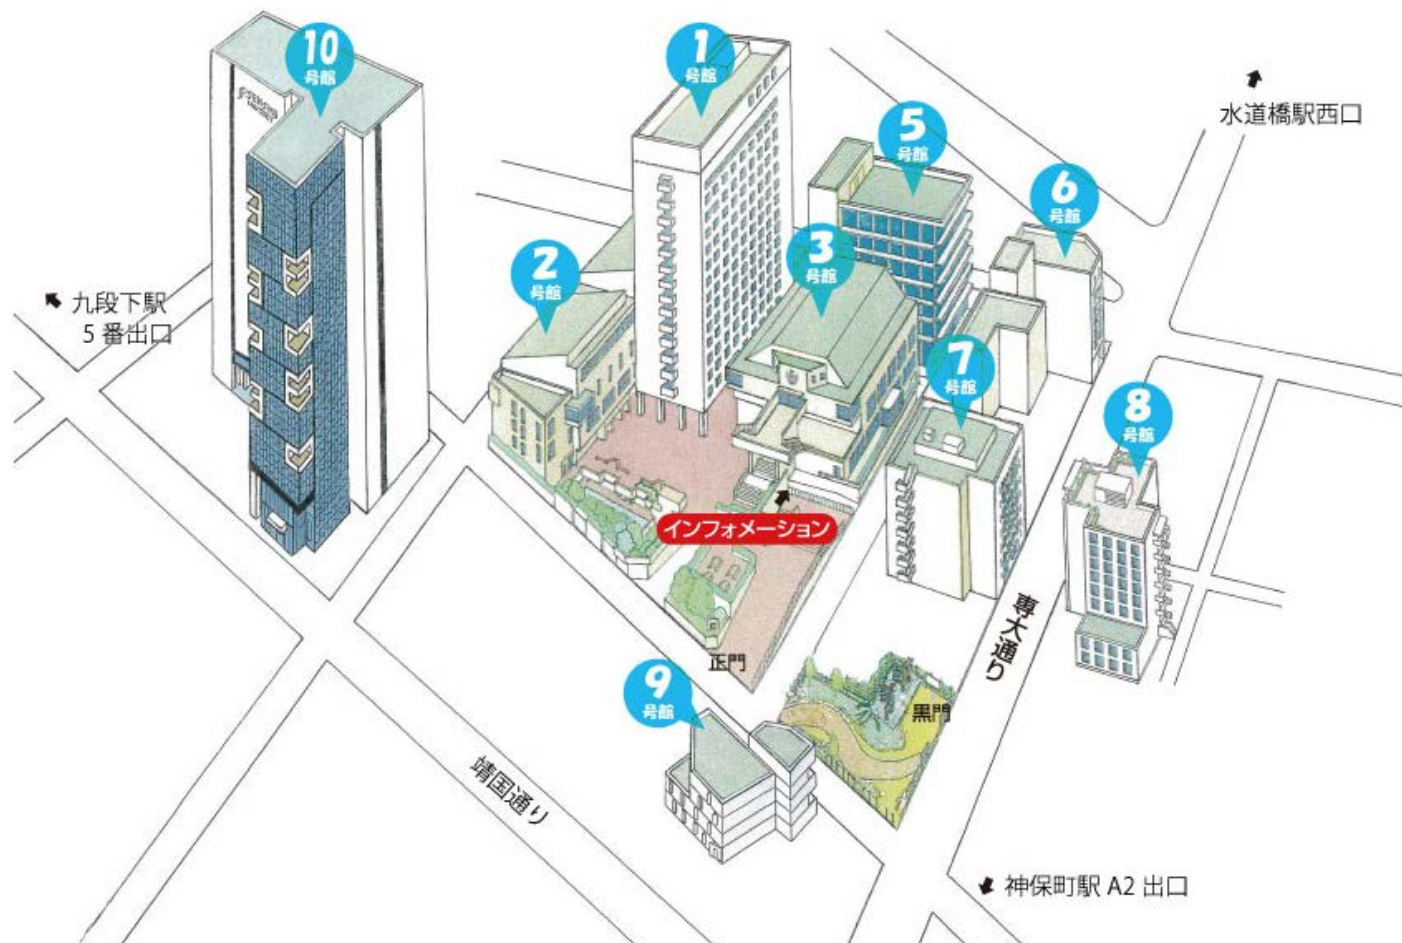 10
号館
1
号館
5
号館
水道橋駅西口
6
号館
3
号館
2
号館
九段下駅
5 番出口
7
号館
8
号館
インフォメーション
専大通り
正門
9
号館
黒門
靖国通り
神保町駅 A2 出口